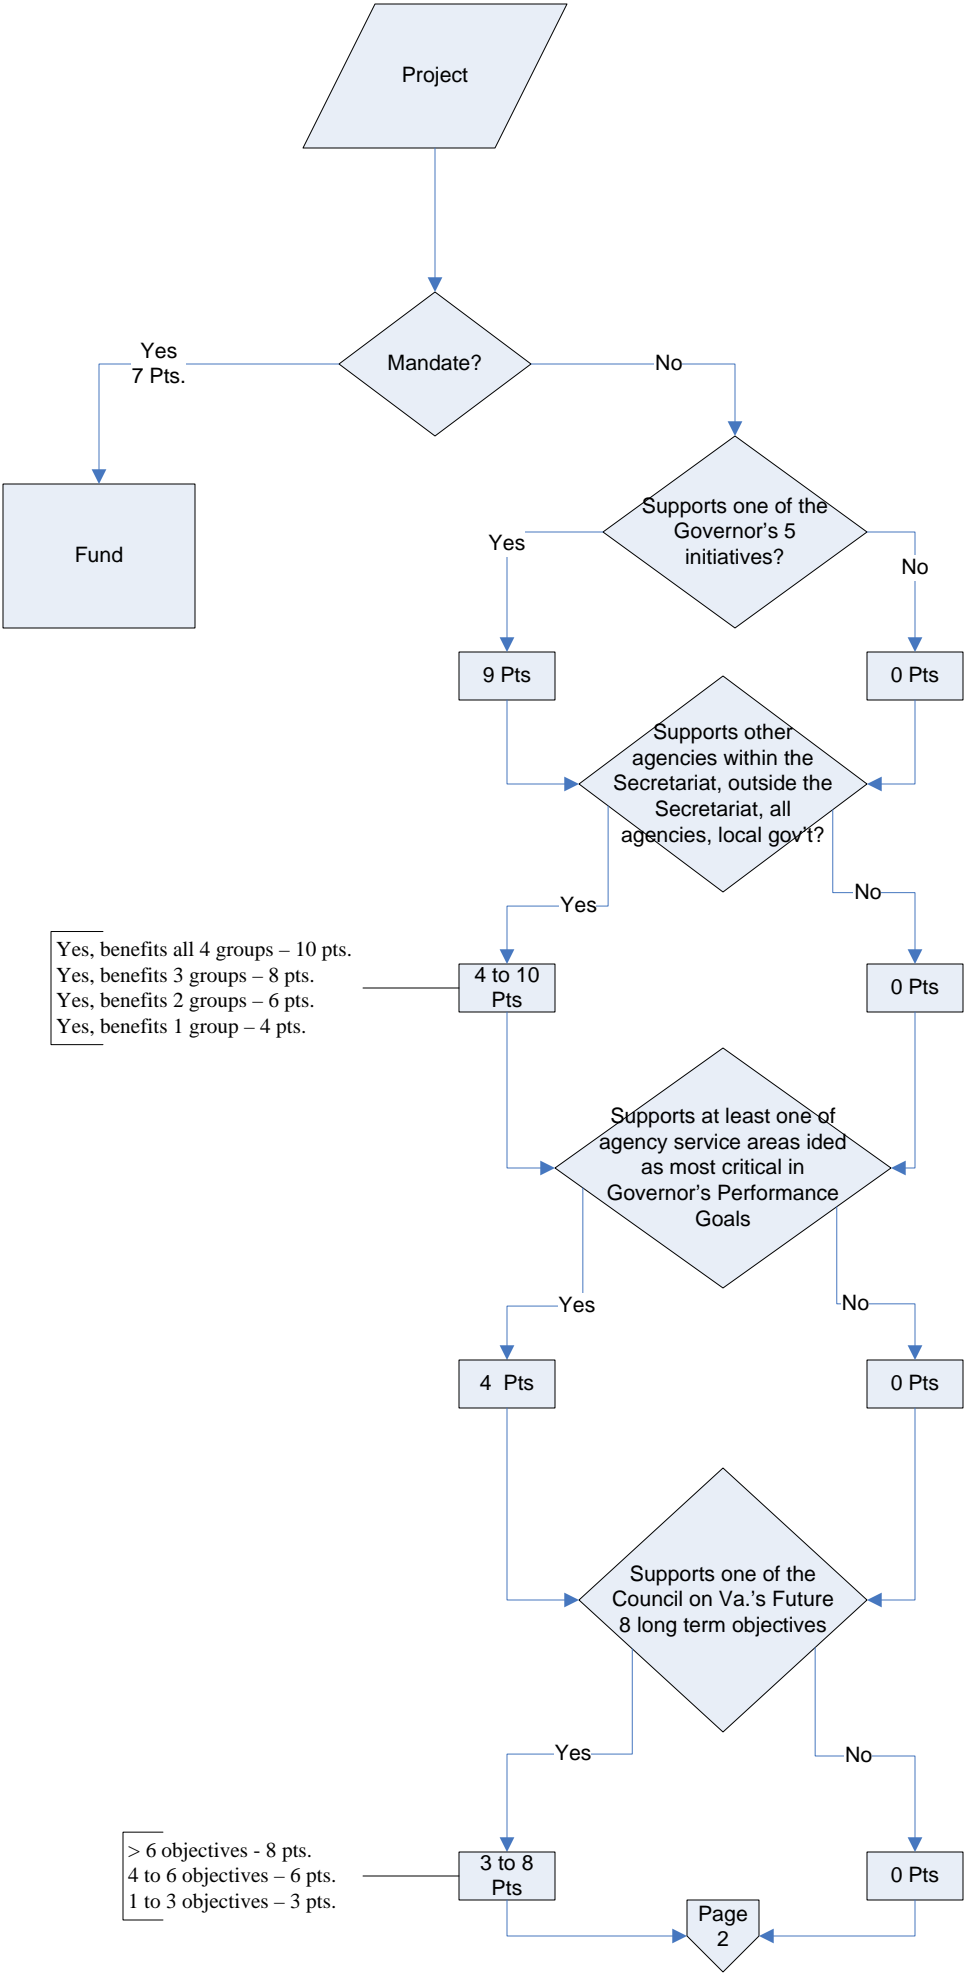 Project
Mandate?
Yes
7 Pts.
No
Fund
Supports one of the
Governor's 5
initiatives?
Yes
No
9 Pts
0 Pts
Supports other
agencies within the
Secretariat, outside the
Secretariat, all
agencies, local gov't?
Yes
No
Yes, benefits all 4 groups – 10 pts.
Yes, benefits 3 groups – 8 pts.
Yes, benefits 2 groups – 6 pts.
Yes, benefits 1 group – 4 pts.
4 to 10
Pts
0 Pts
Supports at least one of
agency service areas ided
as most critical in
Governor's Performance
Goals
Yes
No
4  Pts
0 Pts
Supports one of the
Council on Va.'s Future
8 long term objectives
Yes
No
> 6 objectives - 8 pts.
4 to 6 objectives – 6 pts.
1 to 3 objectives – 3 pts.
3 to 8
Pts
0 Pts
Page
2